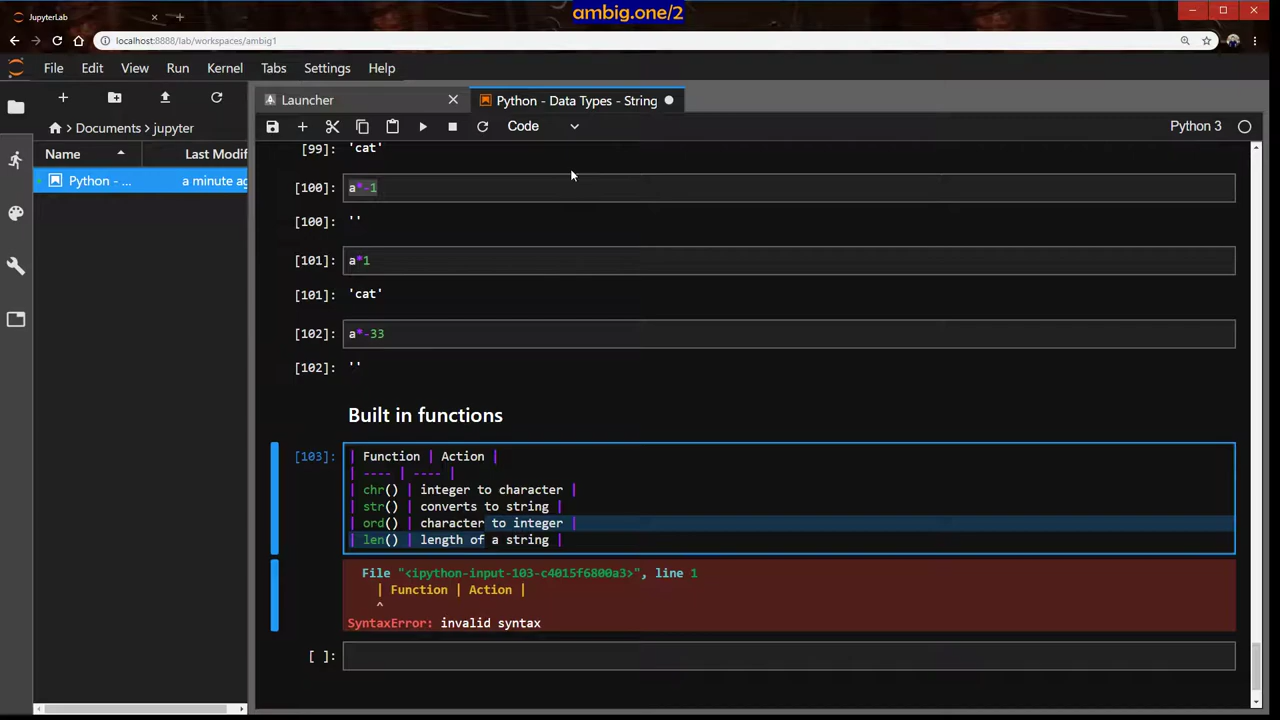 ambig.one/2
JupyterLab
localhost:8888/lab/workspaces/ambig1
File Edit View Run Kernel Tabs Settings Help
Launcher
Python - Data Types - String
Documents > jupyter
Code
Python 3
Name Last Modif
Python - ... a minute ag
[99]: 'cat'
[100]: a*-1
[100]: ''
[101]: a*1
[101]: 'cat'
[102]: a*-33
[102]: ''
Built in functions
[103]: | Function | Action |
| ---- | ---- |
| chr() | integer to character |
| str() | converts to string |
| ord() | character to integer |
| len() | length of a string |
File "<ipython-input-103-c4015f6800a3>", line 1
| Function | Action |
^
SyntaxError: invalid syntax
[ ]: